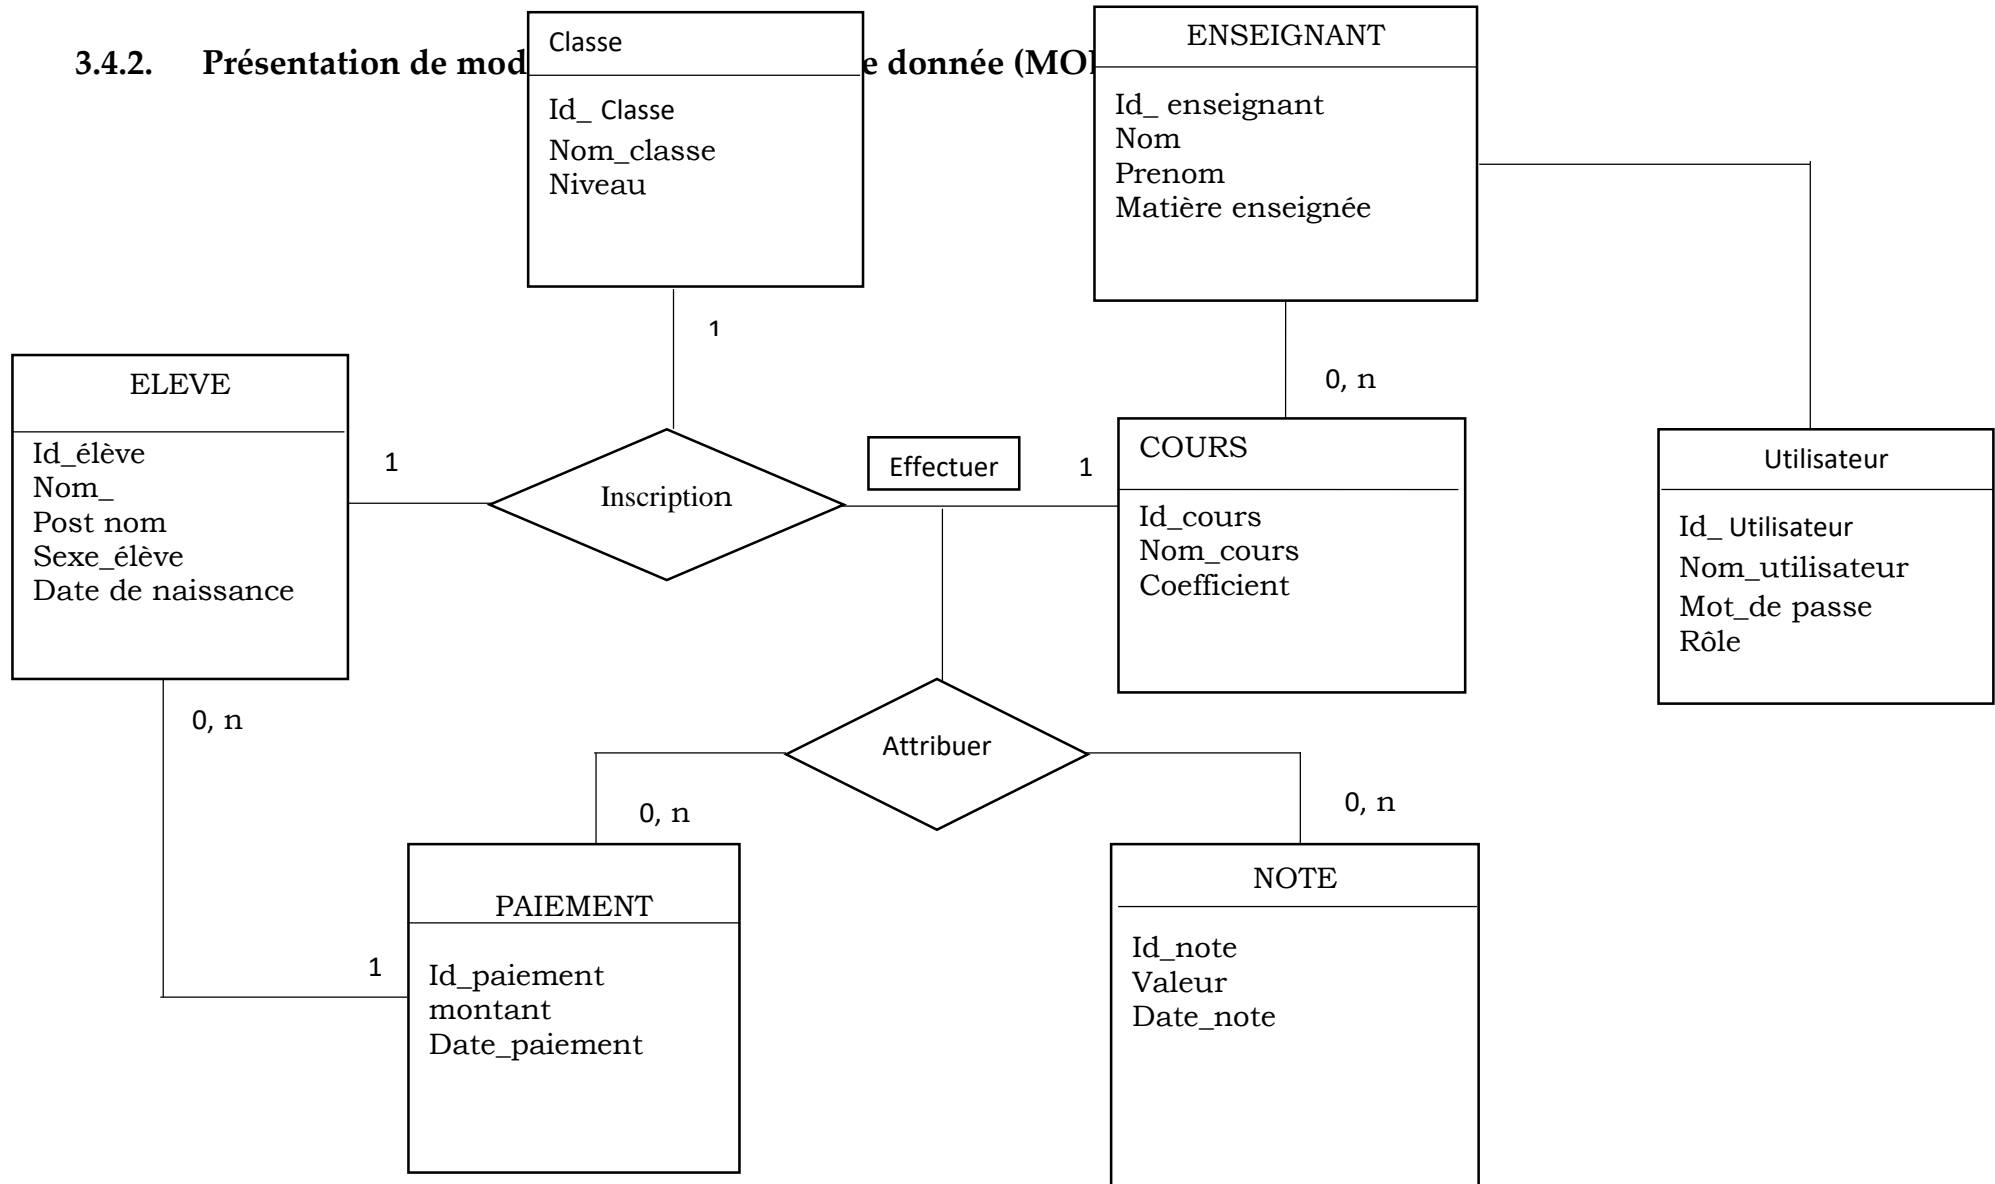 3.4.2. Présentation de mod e donnée (MO
Classe
Id_ Classe
Nom_classe
Niveau
ENSEIGNANT
Id_ enseignant
Nom
Prenom
Matière enseignée
1
0, n
ELEVE
Id_élève
Nom_
Post nom
Sexe_élève
Date de naissance
1
Inscription
Effectuer
1
COURS
Id_cours
Nom_cours
Coefficient
Utilisateur
Id_ Utilisateur
Nom_utilisateur
Mot_de passe
Rôle
0, n
Attribuer
0, n
0, n
1
PAIEMENT
Id_paiement
montant
Date_paiement
NOTE
Id_note
Valeur
Date_note